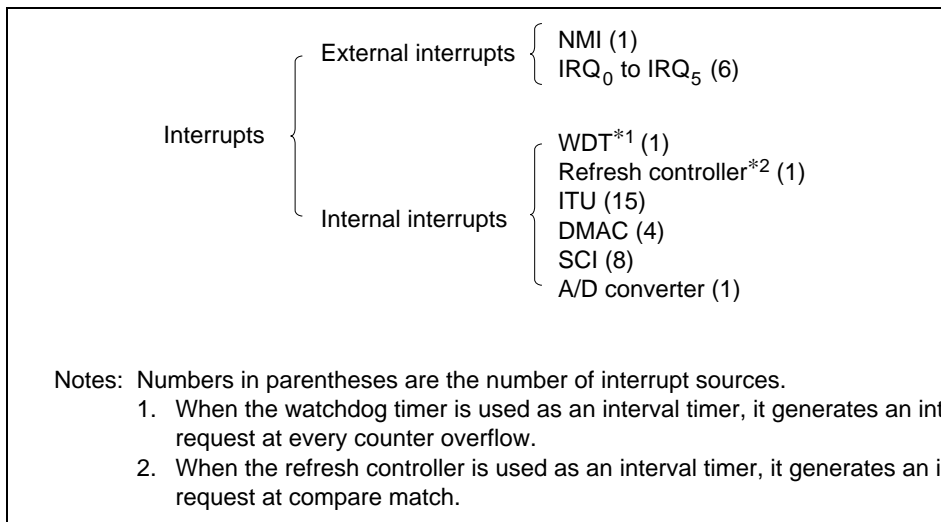 External interrupts
NMI (1)
IRQ0 to IRQ5 (6)
Interrupts
Internal interrupts
WDT*1 (1)
Refresh controller*2 (1)
ITU (15)
DMAC (4)
SCI (8)
A/D converter (1)
Notes: Numbers in parentheses are the number of interrupt sources.
1. When the watchdog timer is used as an interval timer, it generates an
request at every counter overflow.
2. When the refresh controller is used as an interval timer, it generates an
request at compare match.